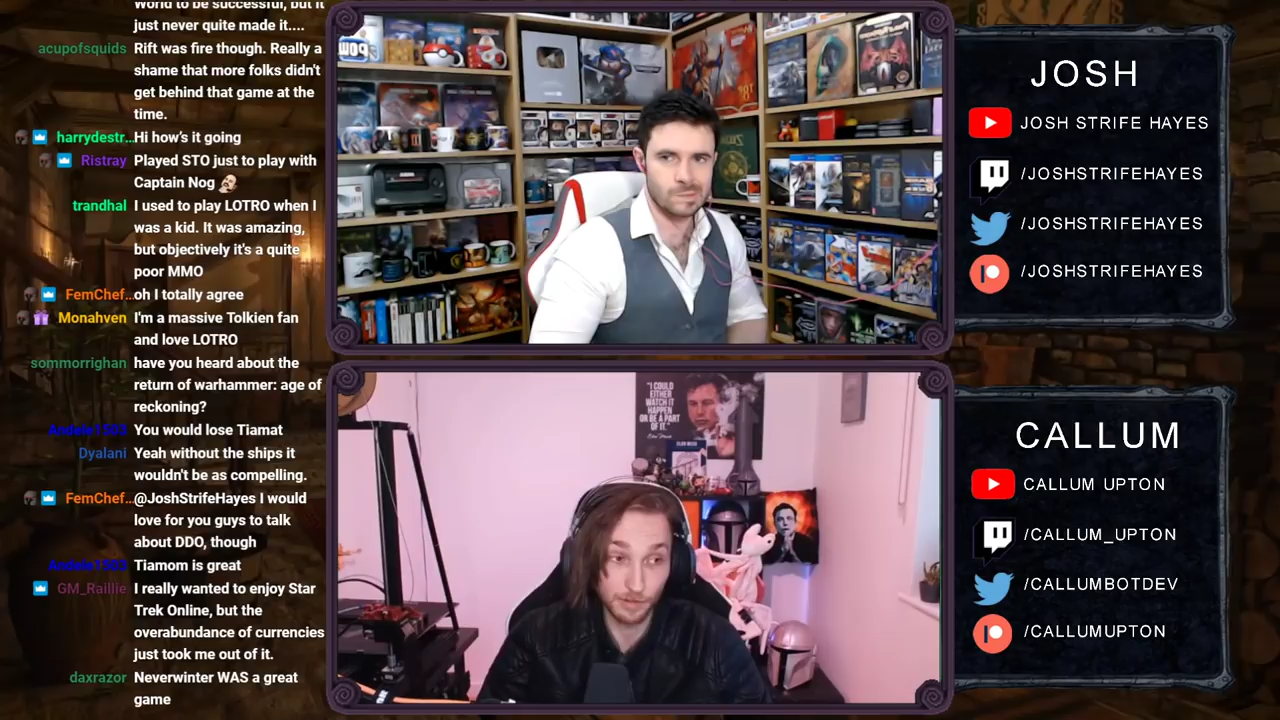 World to be successful, but it
just never quite made it....
acupofsquids Rift was fire though. Really a
shame that more folks didn't
get behind that game at the
time.
harrydestr... Hi how's it going
Ristray Played STO just to play with
Captain Nog
trandhal I used to play LOTRO when I
was a kid. It was amazing,
but objectively it's a quite
poor MMO
FemChef... oh I totally agree
Monahven I'm a massive Tolkien fan
and love LOTRO
sommorrighan have you heard about the
return of warhammer: age of
reckoning?
Andele1503 You would lose Tiamat
Dyalani Yeah without the ships it
wouldn't be as compelling.
FemChef... @JoshStrifeHayes I would
love for you guys to talk
about DDO, though
Andele1503 Tiamom is great
GM_Raillie I really wanted to enjoy Star
Trek Online, but the
overabundance of currencies
just took me out of it.
daxrazor Neverwinter WAS a great
game
"I COULD
EITHER
WATCH IT
HAPPEN
OR BE A PART
OF IT."
JOSH
JOSH STRIFE HAYES
/JOSHSTRIFEHAYES
/JOSHSTRIFEHAYES
/JOSHSTRIFEHAYES
CALLUM
CALLUM UPTON
/CALLUM_UPTON
/CALLUMBOTDEV
/CALLUMUPTON